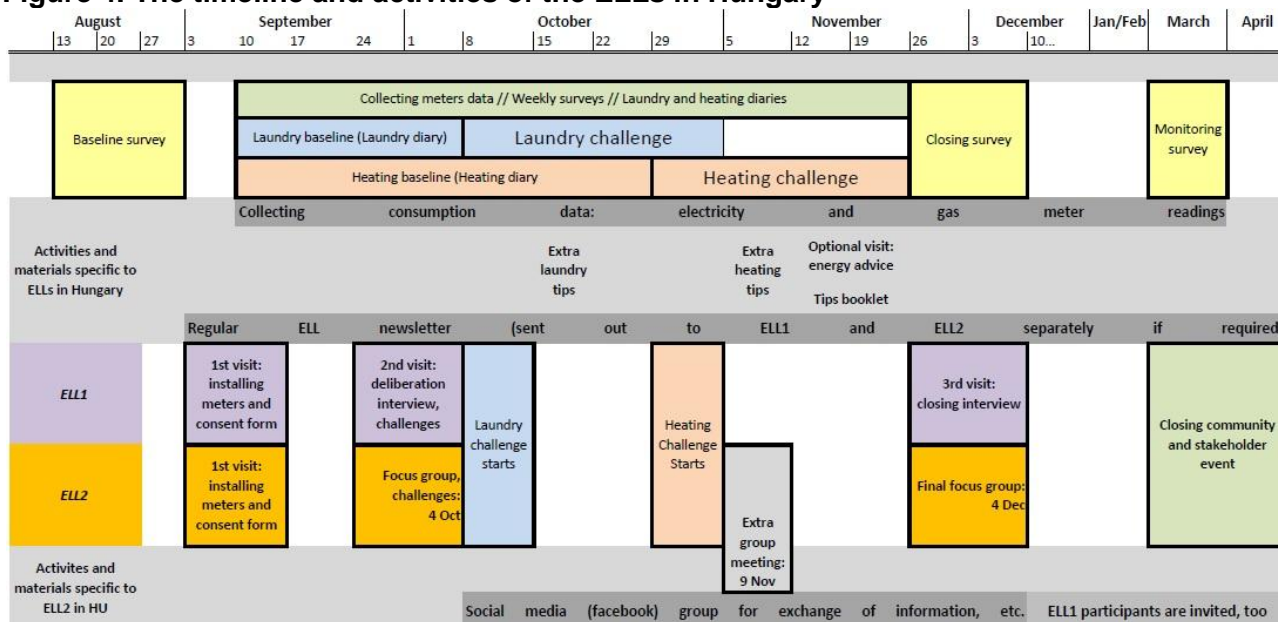 Figure 4. The timeline and activities of the ELLs in Hungary
August September October November December Jan/Feb March April
13 20 27 3 10 17 24 1 8 15 22 29 5 12 19 26 3 10...
Baseline survey
Collecting meters data // Weekly surveys // Laundry and heating diaries
Laundry baseline (Laundry diary)
Laundry challenge
Heating baseline (Heating diary
Heating challenge
Closing survey
Monitoring
survey
Collecting consumption data: electricity and gas meter readings
Activities and
materials specific to
ELLs in Hungary
Extra
laundry
tips
Extra
heating
tips
Optional visit:
energy advice
Tips booklet
Regular ELL newsletter (sent out to ELL1 and ELL2 separately if required
ELL1
1st visit:
installing
meters and
consent form
2nd visit:
deliberation
interview,
challenges
Laundry
challenge
starts
Heating
Challenge
Starts
3rd visit:
closing interview
Closing community
and stakeholder
event
ELL2
1st visit:
installing
meters and
consent form
Focus group,
challenges:
4 Oct
Extra
group
meeting:
9 Nov
Final focus group:
4 Dec
Activites and
materials specific to
ELL2 in HU
Social media (facebook) group for exchange of information, etc. ELL1 participants are invited, too